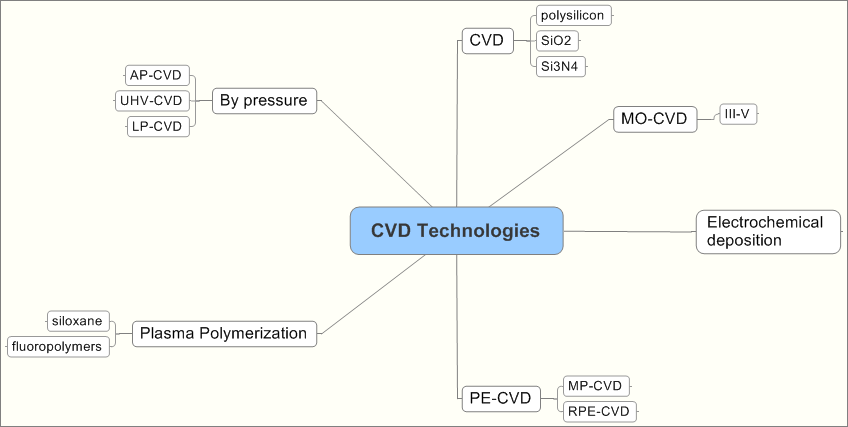 CVD
polysilicon
SiO2
Si3N4
MO-CVD
III-V
Electrochemical
deposition
PE-CVD
MP-CVD
RPE-CVD
CVD Technologies
By pressure
AP-CVD
UHV-CVD
LP-CVD
Plasma Polymerization
siloxane
fluoropolymers